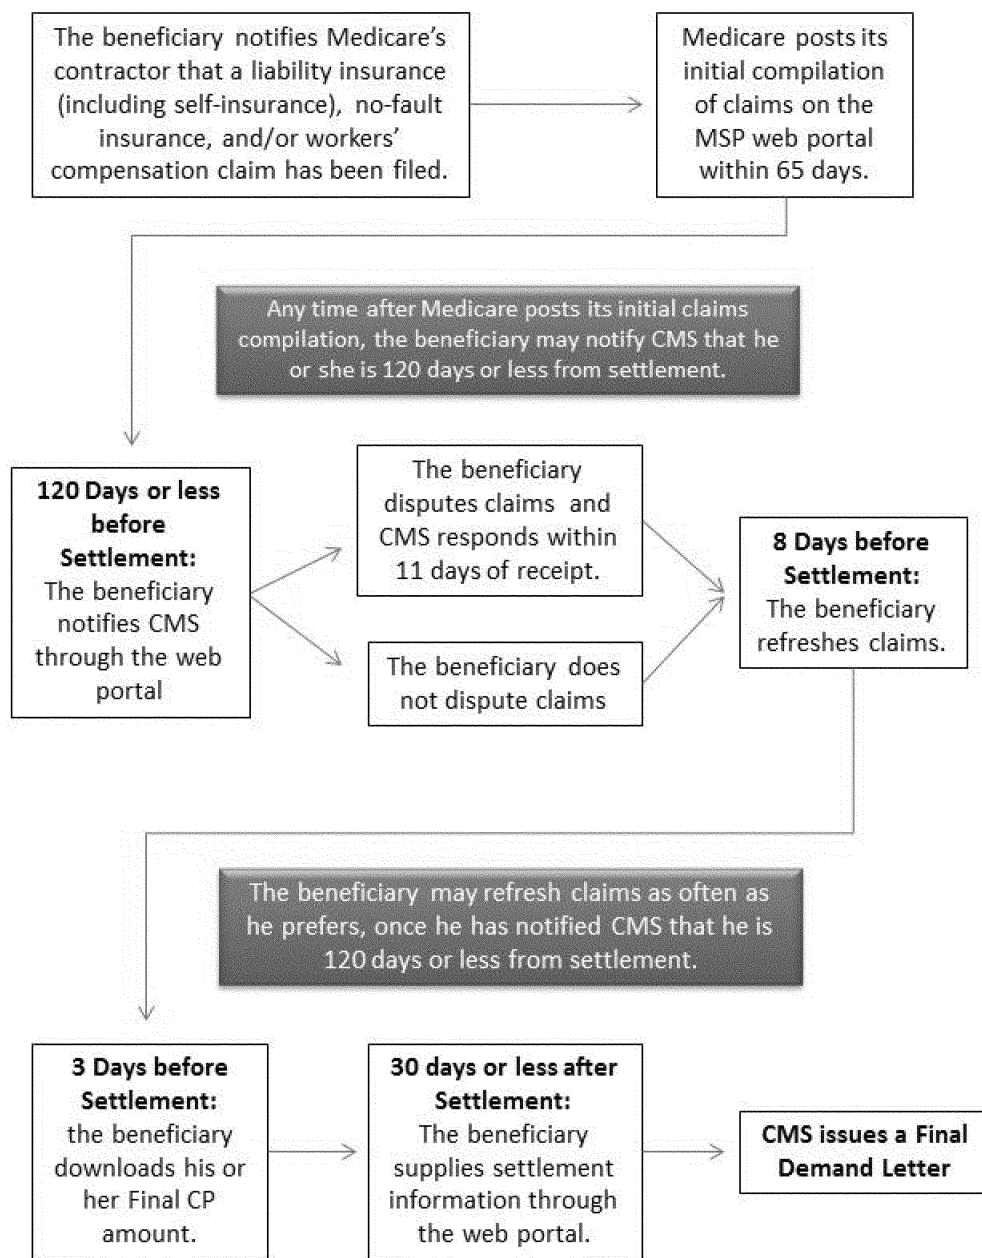 The beneficiary notifies Medicare’s
contractor that a liability insurance
(including self-insurance), no-fault
insurance, and/or workers’
compensation claim has been filed.
Medicare posts its
initial compilation
of claims on the
MSP web portal
within 65 days.
Any time after Medicare posts its initial claims
compilation, the beneficiary may notify CMS that he
or she is 120 days or less from settlement.
120 Days or less
before
Settlement:
The beneficiary
notifies CMS
through the web
portal
The beneficiary
disputes claims and
CMS responds within
11 days of receipt.
The beneficiary does
not dispute claims
8 Days before
Settlement:
The beneficiary
refreshes claims.
The beneficiary may refresh claims as often as
he prefers, once he has notified CMS that he is
120 days or less from settlement.
3 Days before
Settlement:
the beneficiary
downloads his or
her Final CP
amount.
30 days or less after
Settlement:
The beneficiary
supplies settlement
information through
the web portal.
CMS issues a Final
Demand Letter